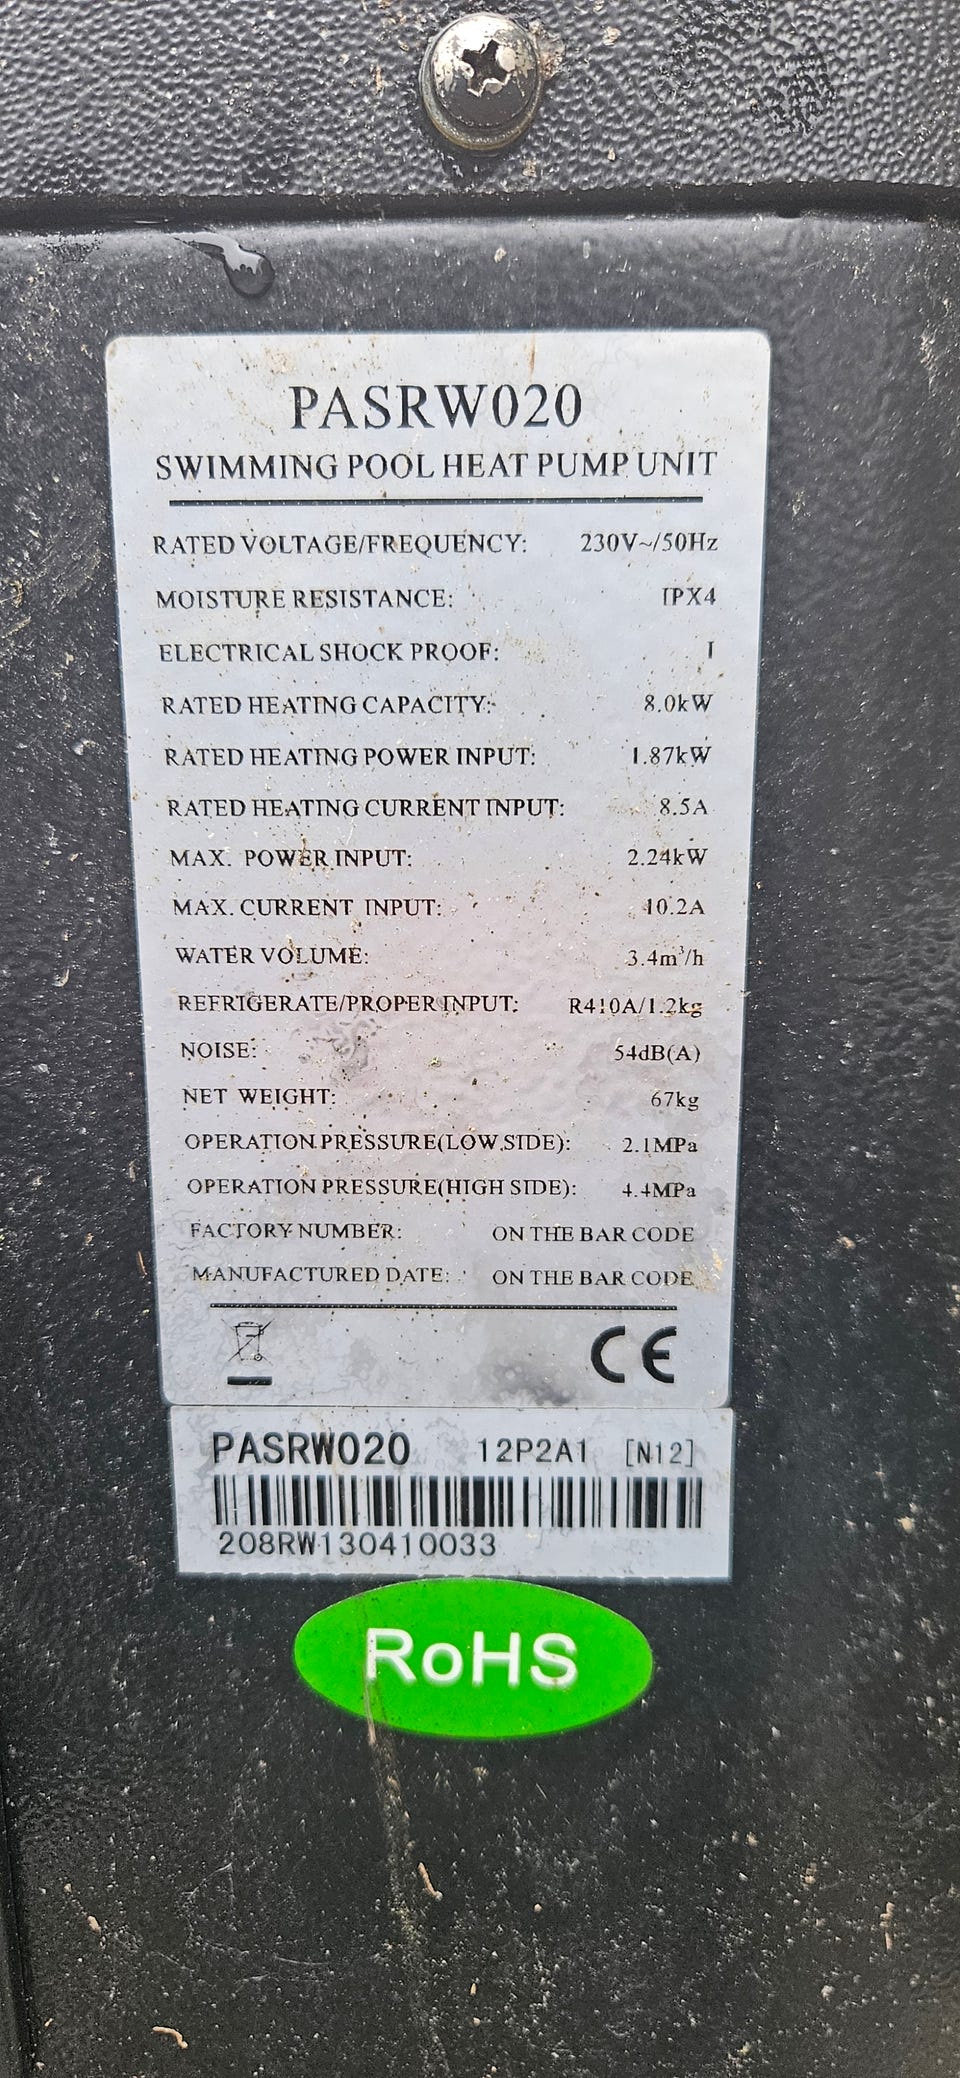 PASRW020
SWIMMING POOL HEAT PUMP UNIT
RATED VOLTAGE/FREQUENCY: 230V~/50Hz
MOISTURE RESISTANCE: IPX4
ELECTRICAL SHOCK PROOF: I
RATED HEATING CAPACITY: 8.0kW
RATED HEATING POWER INPUT: 1.87kW
RATED HEATING CURRENT INPUT: 8.5A
MAX. POWER INPUT: 2.24kW
MAX. CURRENT INPUT: 10.2A
WATER VOLUME: 3.4m³/h
REFRIGERATE/PROPER INPUT: R410A/1.2kg
NOISE: 54dB(A)
NET WEIGHT: 67kg
OPERATION PRESSURE(LOW SIDE): 2.1MPa
OPERATION PRESSURE(HIGH SIDE): 4.4MPa
FACTORY NUMBER: ON THE BAR CODE
MANUFACTURED DATE: ON THE BAR CODE
CE
PASRW020 12P2A1 [N12]
208RW130410033
RoHS